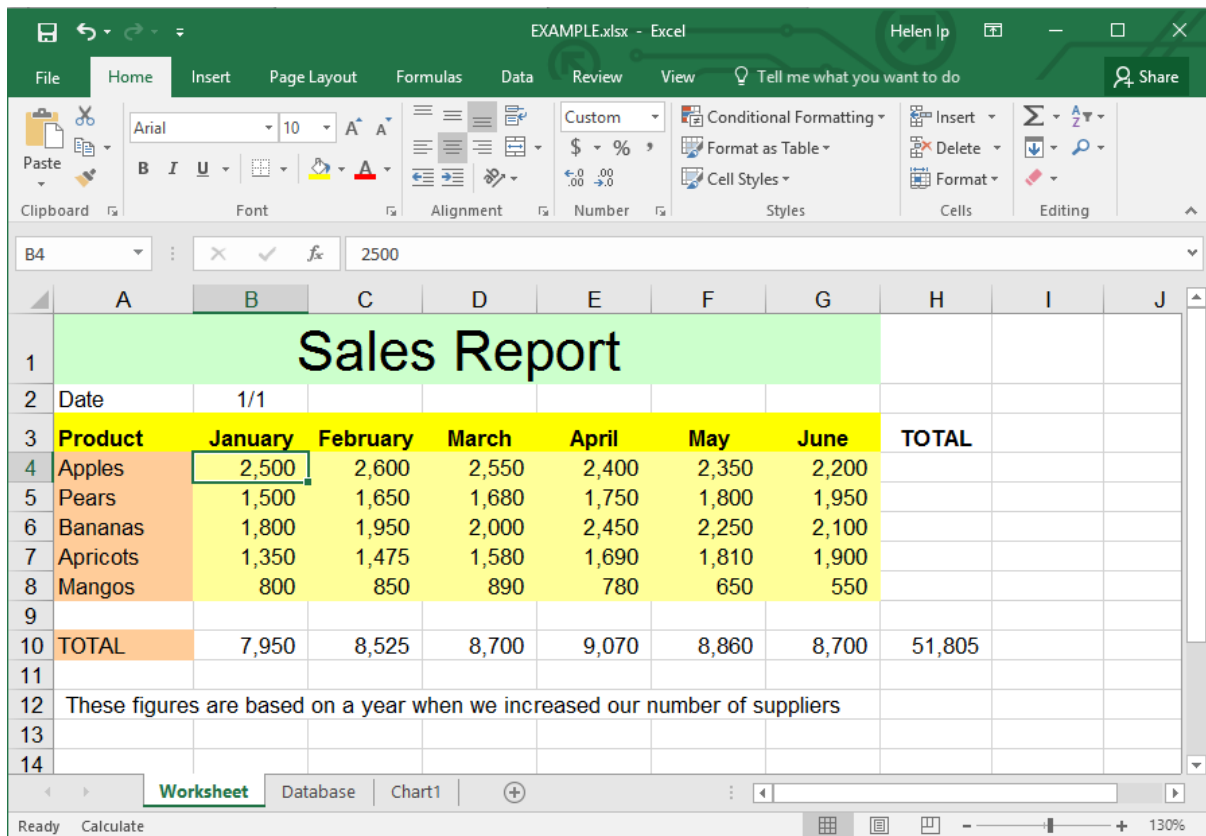 EXAMPLE.xlsx - Excel Helen Ip
File Home Insert Page Layout Formulas Data Review View Tell me what you want to do Share
Paste
Clipboard
Arial 10
B I U
Font
Alignment
Custom
$ % ,
Number
Conditional Formatting
Format as Table
Cell Styles
Styles
Insert
Delete
Format
Cells
Editing
B4 fx 2500
A B C D E F G H I J
1 Sales Report
2 Date 1/1
3 Product January February March April May June TOTAL
4 Apples 2,500 2,600 2,550 2,400 2,350 2,200
5 Pears 1,500 1,650 1,680 1,750 1,800 1,950
6 Bananas 1,800 1,950 2,000 2,450 2,250 2,100
7 Apricots 1,350 1,475 1,580 1,690 1,810 1,900
8 Mangos 800 850 890 780 650 550
9
10 TOTAL 7,950 8,525 8,700 9,070 8,860 8,700 51,805
11
12 These figures are based on a year when we increased our number of suppliers
13
14
Worksheet Database Chart1
Ready Calculate 130%